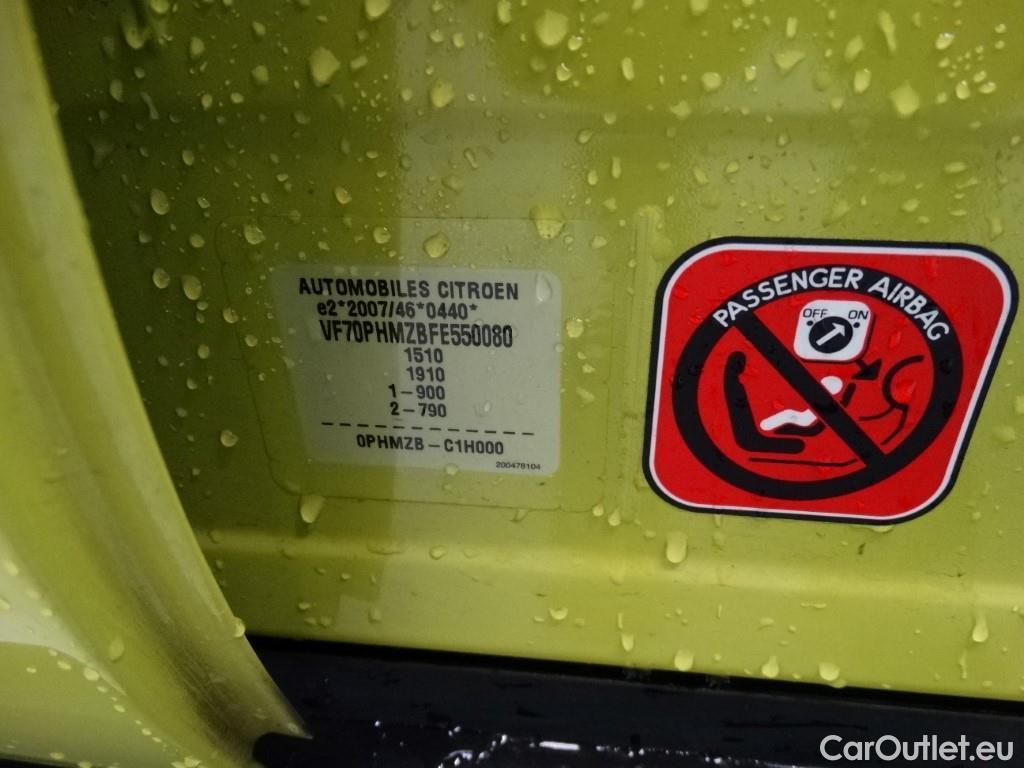 AUTOMOBILES CITROEN
e2*2007/46*0440*
VF70PHMZBFE550080
1510
1910
1-900
2-790
0PHMZB-C1H000
200478104
PASSENGER AIRBAG
OFF ON
CarOutlet.eu